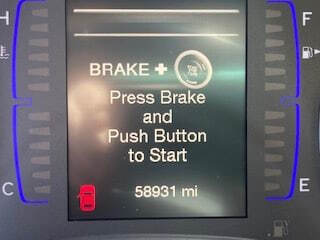 H F
BRAKE +
Press Brake
and
Push Button
to Start
C E
58931 mi